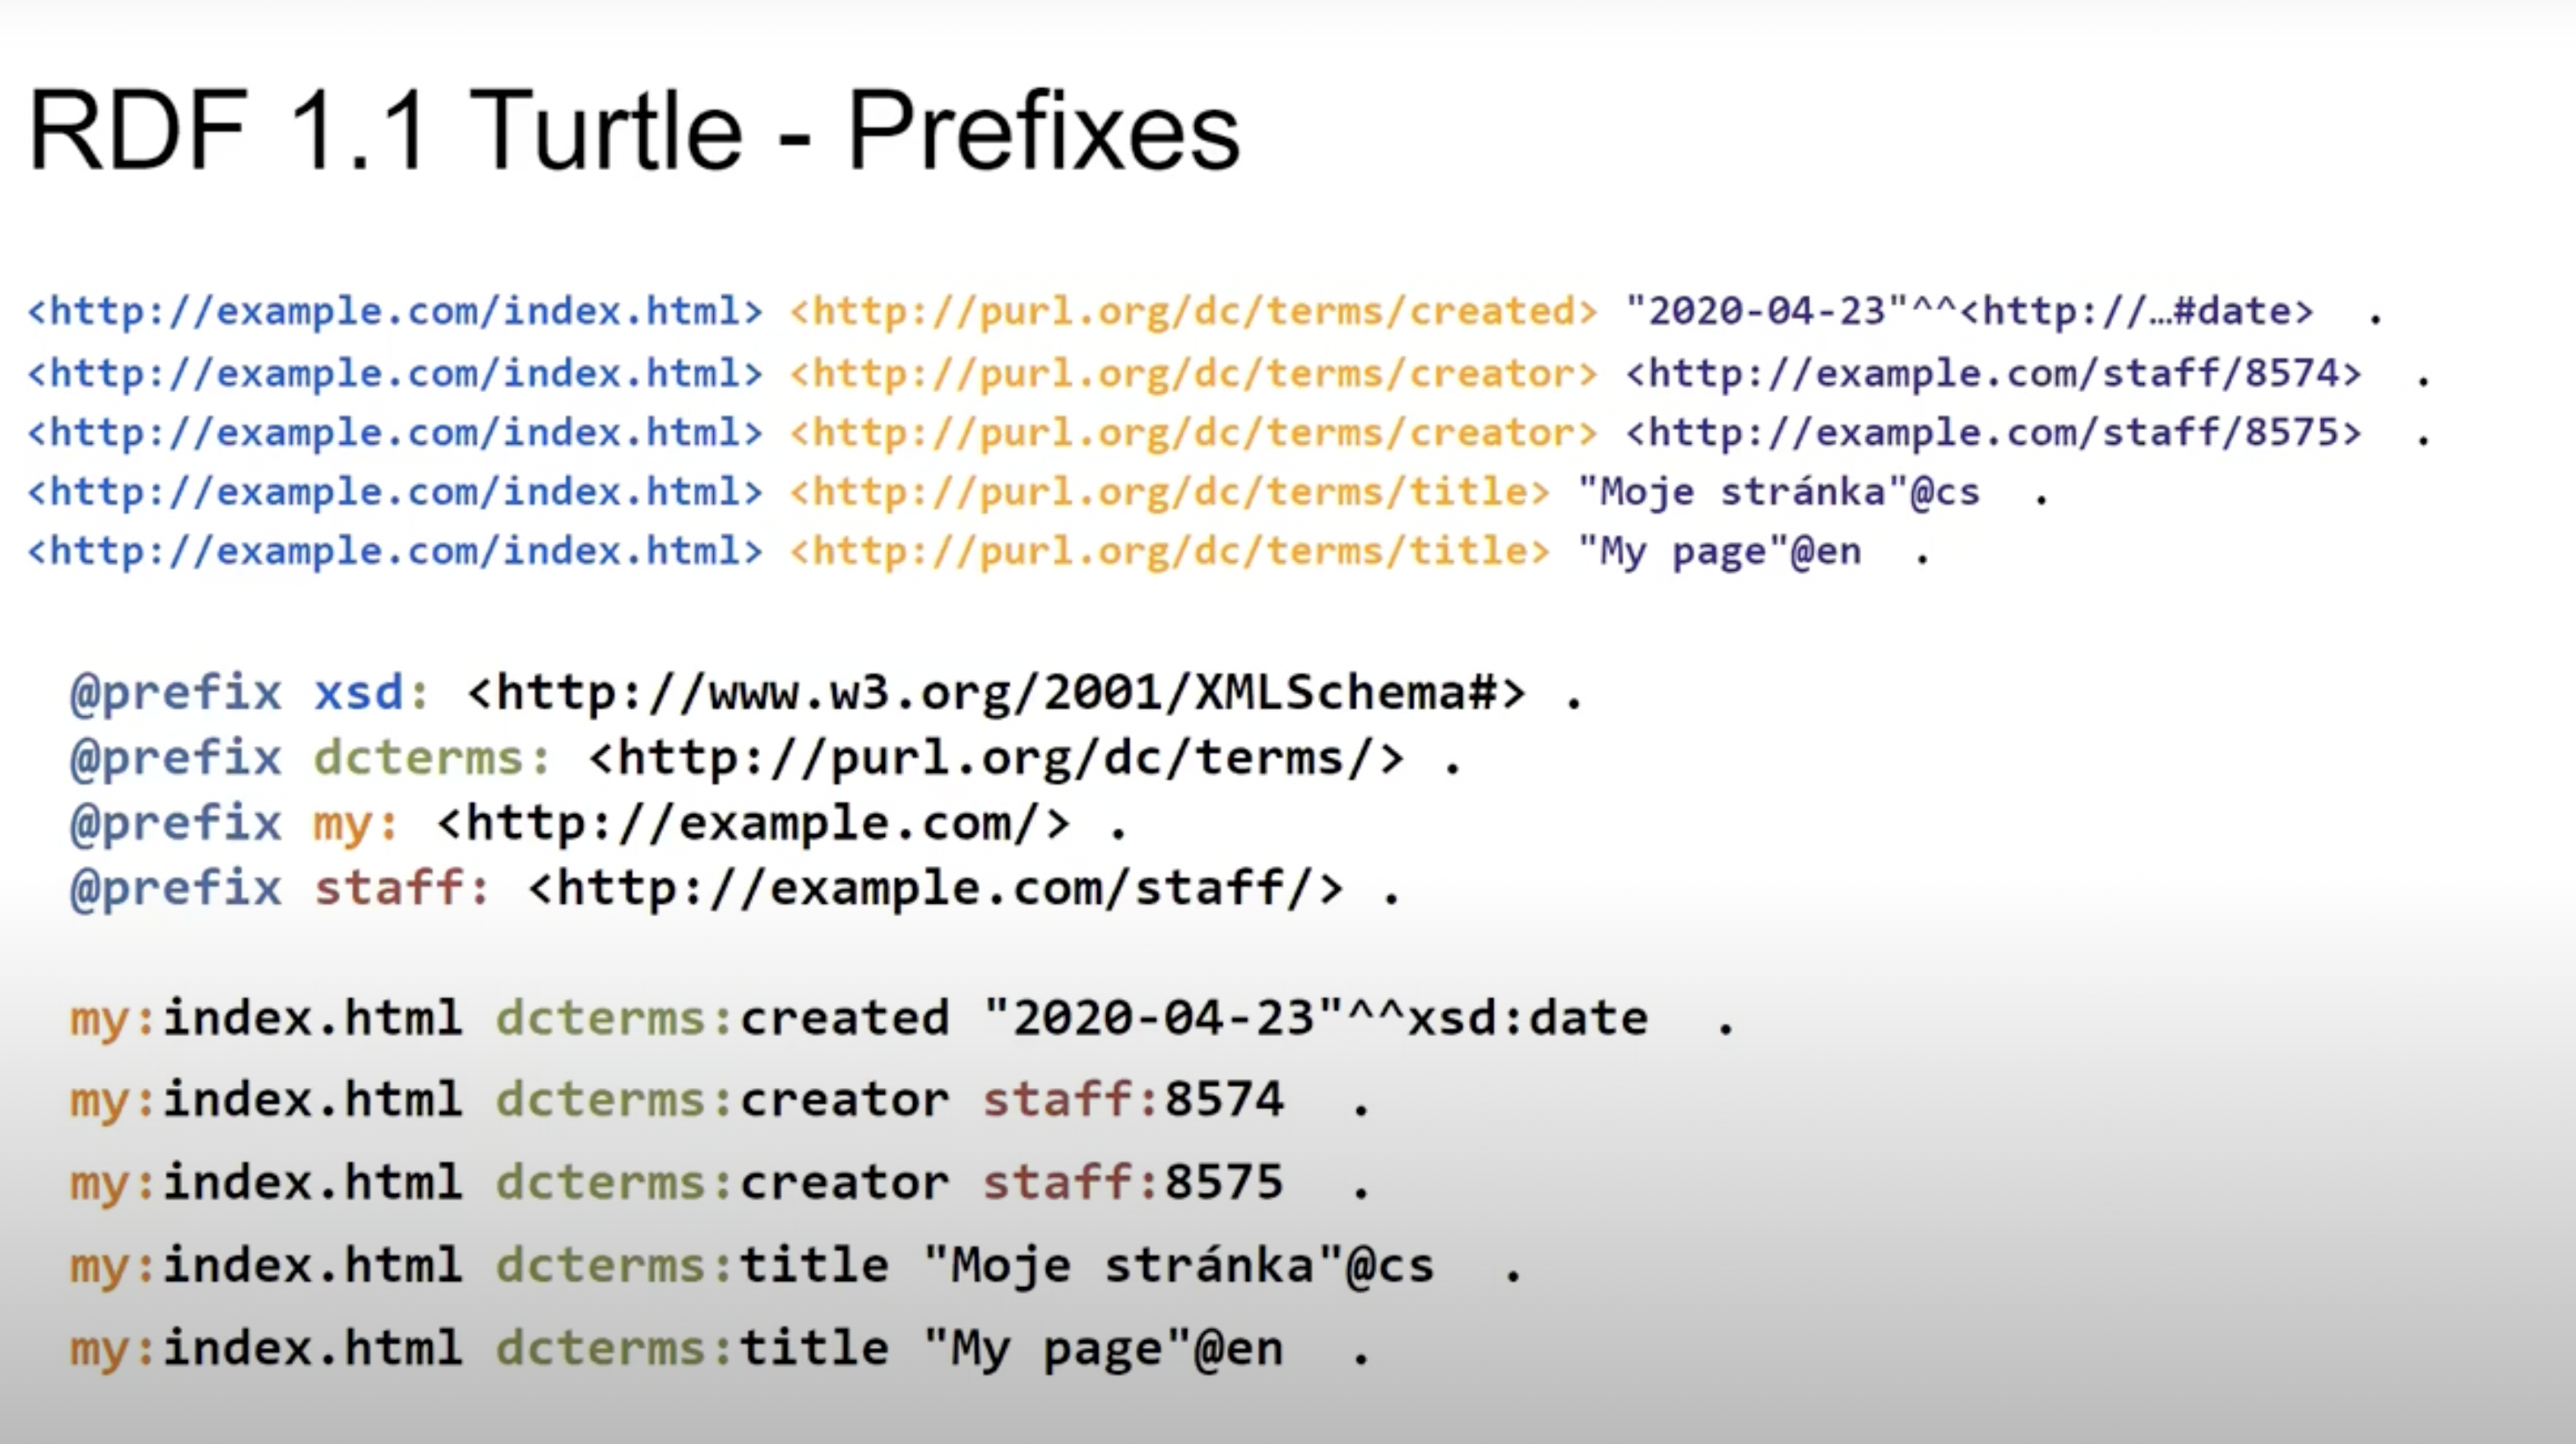 RDF 1.1 Turtle - Prefixes
<http://example.com/index.html> <http://purl.org/dc/terms/created> "2020-04-23"^^<http://…#date> .
<http://example.com/index.html> <http://purl.org/dc/terms/creator> <http://example.com/staff/8574> .
<http://example.com/index.html> <http://purl.org/dc/terms/creator> <http://example.com/staff/8575> .
<http://example.com/index.html> <http://purl.org/dc/terms/title> "Moje stránka"@cs .
<http://example.com/index.html> <http://purl.org/dc/terms/title> "My page"@en .
@prefix xsd: <http://www.w3.org/2001/XMLSchema#> .
@prefix dcterms: <http://purl.org/dc/terms/> .
@prefix my: <http://example.com/> .
@prefix staff: <http://example.com/staff/> .
my:index.html dcterms:created "2020-04-23"^^xsd:date .
my:index.html dcterms:creator staff:8574 .
my:index.html dcterms:creator staff:8575 .
my:index.html dcterms:title "Moje stránka"@cs .
my:index.html dcterms:title "My page"@en .